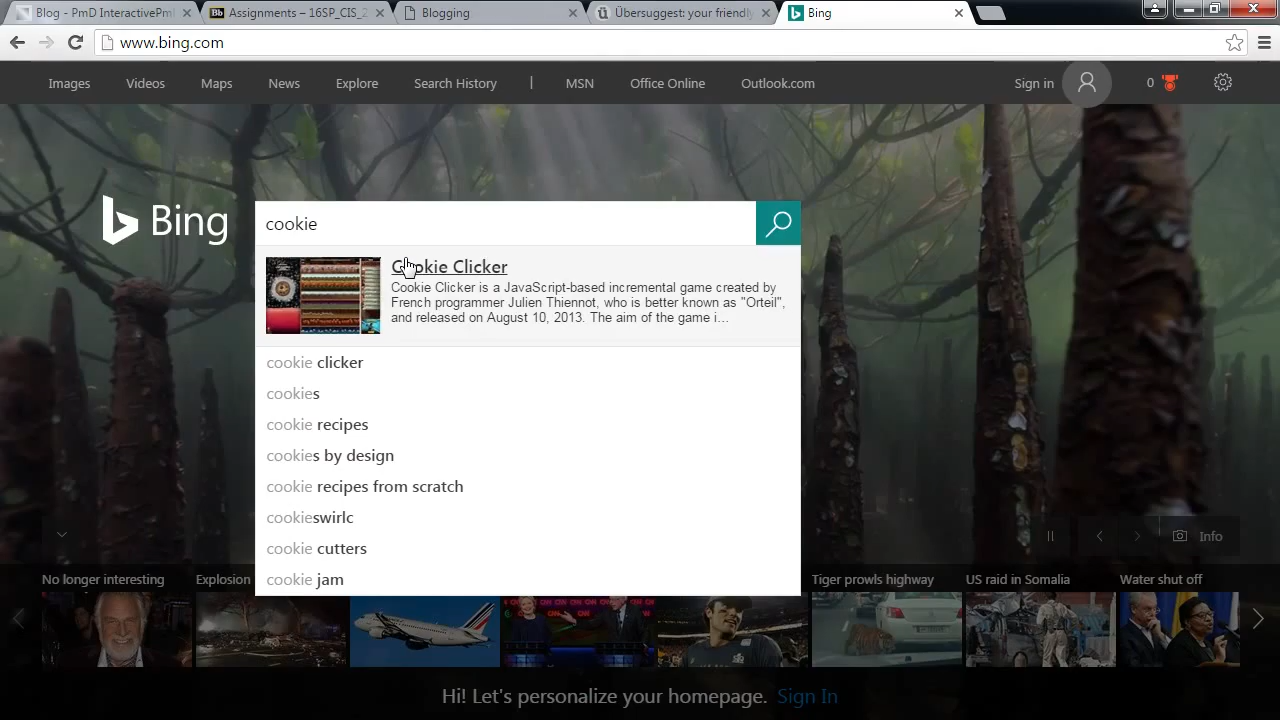 Blog - PmD InteractivePmD
Assignments – 16SP_CIS_2
Blogging
Übersuggest: your friendly
Bing
www.bing.com
Images Videos Maps News Explore Search History | MSN Office Online Outlook.com Sign in 0
Bing
cookie
Cookie Clicker
Cookie Clicker is a JavaScript-based incremental game created by
French programmer Julien Thiennot, who is better known as "Orteil",
and released on August 10, 2013. The aim of the game i...
cookie clicker
cookies
cookie recipes
cookies by design
cookie recipes from scratch
cookieswirlc
cookie cutters
cookie jam
Info
No longer interesting
Explosion
Tiger prowls highway
US raid in Somalia
Water shut off
Hi! Let's personalize your homepage. Sign In